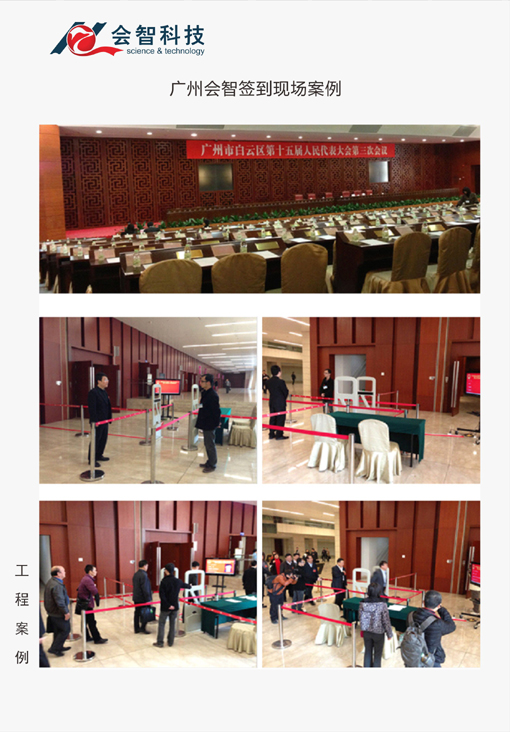 会智科技
science & technology
广州会智签到现场案例
广州市白云区第十五届人民代表大会第三次会议
工程案例